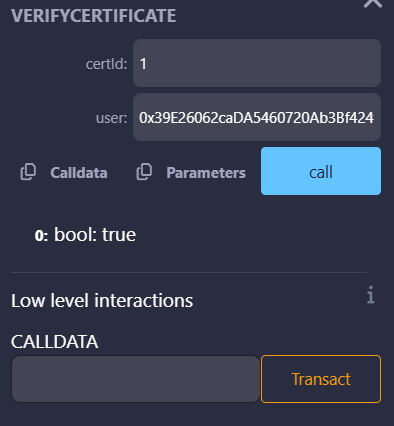 VERIFYCERTIFICATE
certId: 1
user: 0x39E26062caDA5460720Ab3Bf424
Calldata Parameters call
0: bool: true
Low level interactions
CALLDATA
Transact